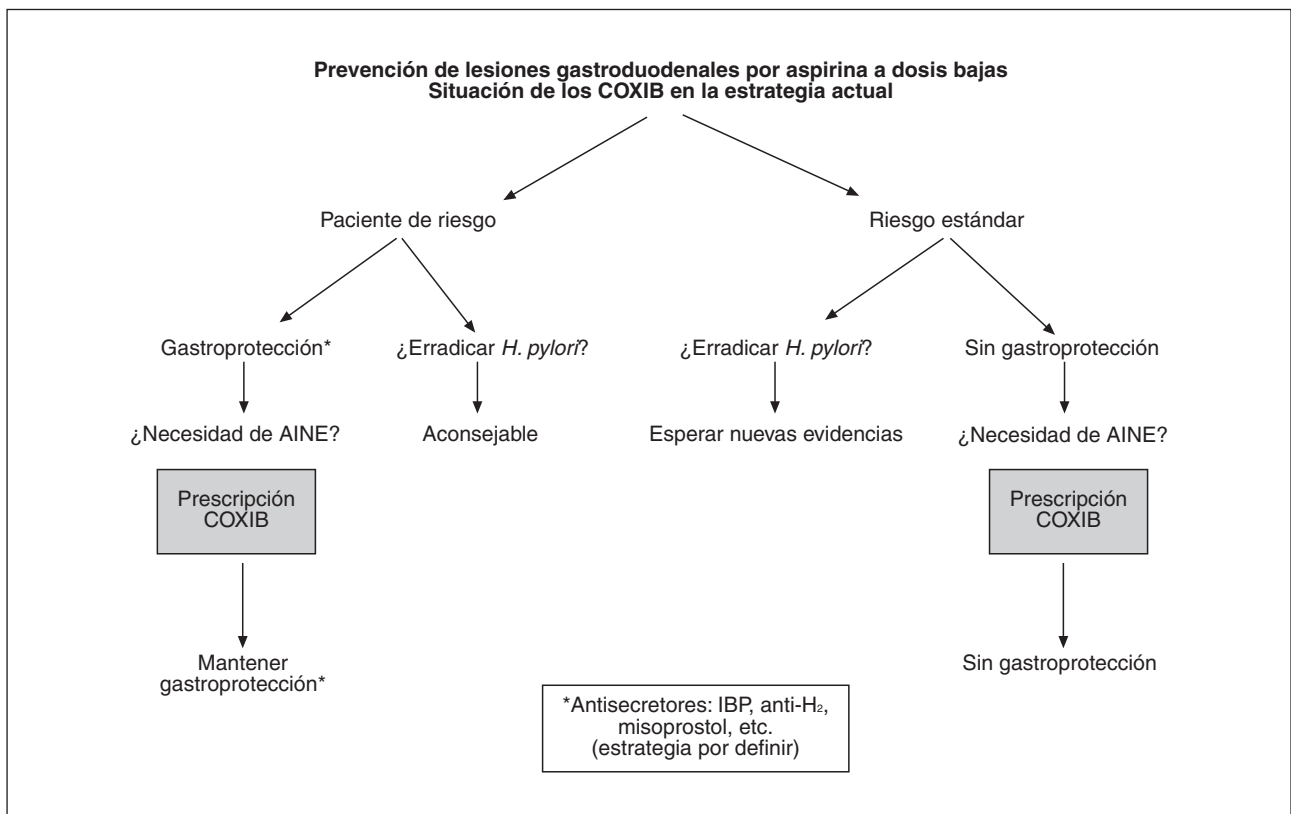 Prevención de lesiones gastroduodenales por aspirina a dosis bajas
Situación de los COXIB en la estrategia actual
Paciente de riesgo
Riesgo estándar
Gastroprotección*
¿Erradicar H. pylori?
¿Erradicar H. pylori?
Sin gastroprotección
¿Necesidad de AINE?
Aconsejable
Esperar nuevas evidencias
¿Necesidad de AINE?
Prescripción
COXIB
Prescripción
COXIB
Mantener
gastroprotección*
Sin gastroprotección
*Antisecretores: IBP, anti-H₂,
misoprostol, etc.
(estrategia por definir)